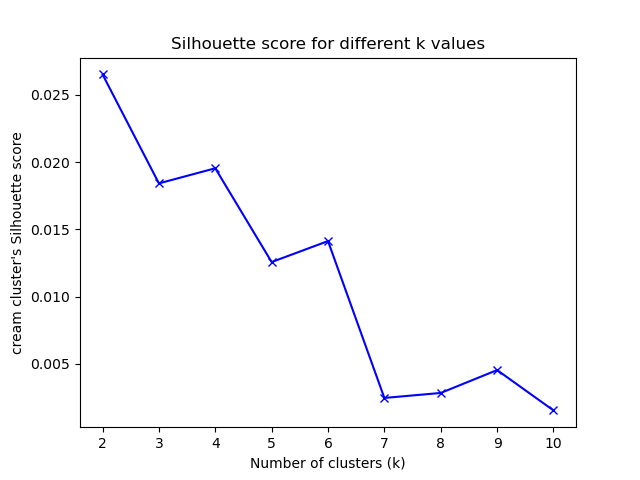 Silhouette score for different k values
cream cluster's Silhouette score
0.025
0.020
0.015
0.010
0.005
2 3 4 5 6 7 8 9 10
Number of clusters (k)